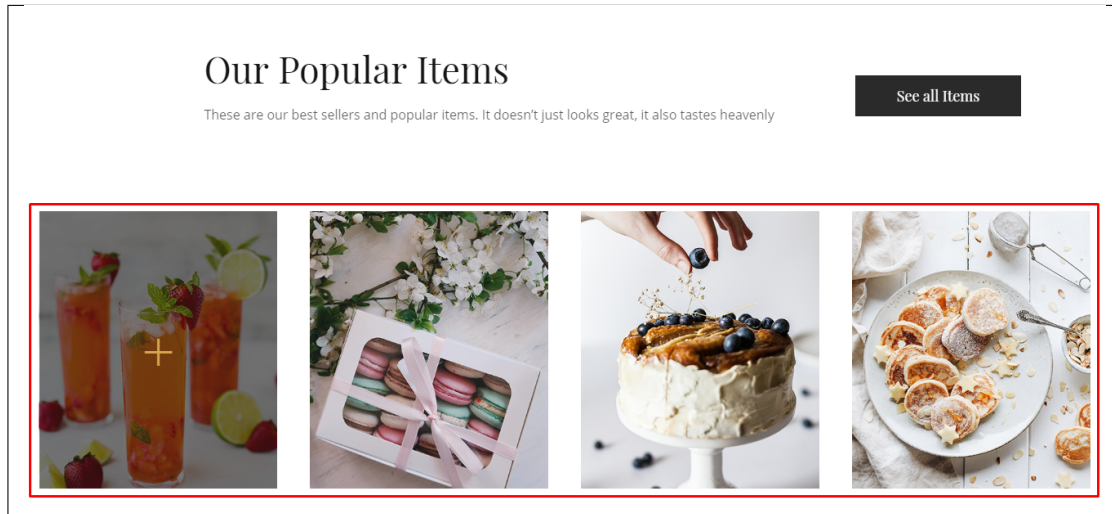 Our Popular Items
These are our best sellers and popular items. It doesn't just looks great, it also tastes heavenly
See all Items